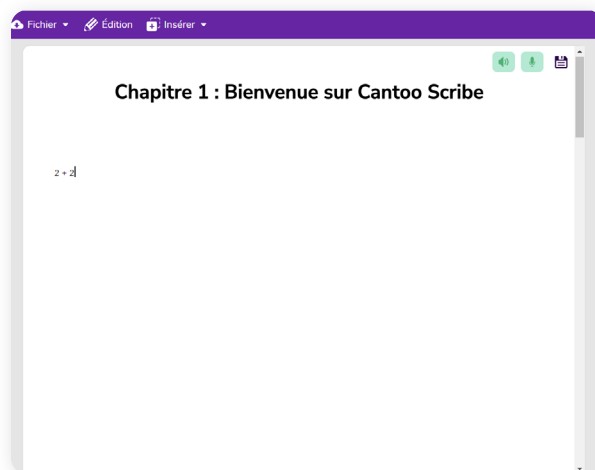 Fichier Édition Insérer
Chapitre 1 : Bienvenue sur Cantoo Scribe
2 + 2